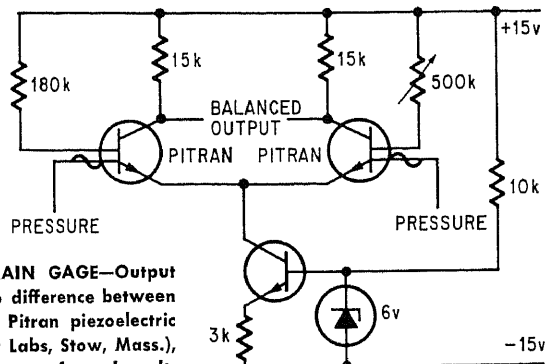 +15v
15k
15k
180k
500k
BALANCED
OUTPUT
PITRAN
PITRAN
10k
PRESSURE
PRESSURE
AIN GAGE—Output
difference between
Pitran piezoelectric
Labs, Stow, Mass.),
6v
3k
-15v